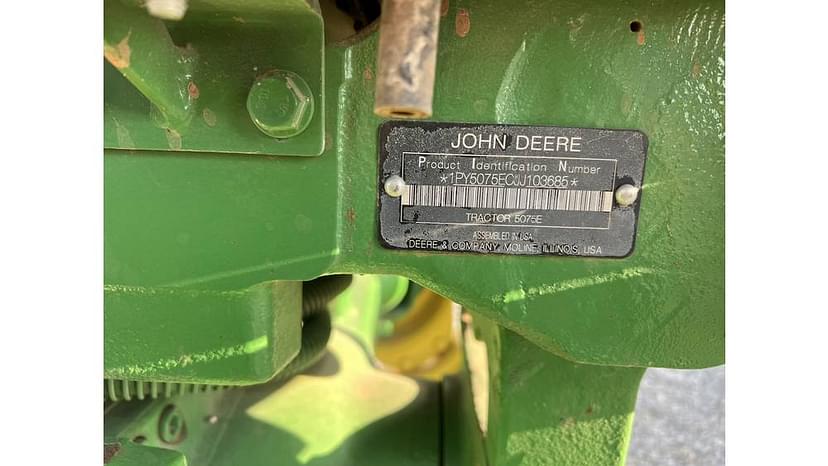 JOHN DEERE
Product Identification Number
*1PY5075ECJJ103685*
TRACTOR 5075E
ASSEMBLED IN USA
DEERE & COMPANY MOLINE, ILLINOIS, USA